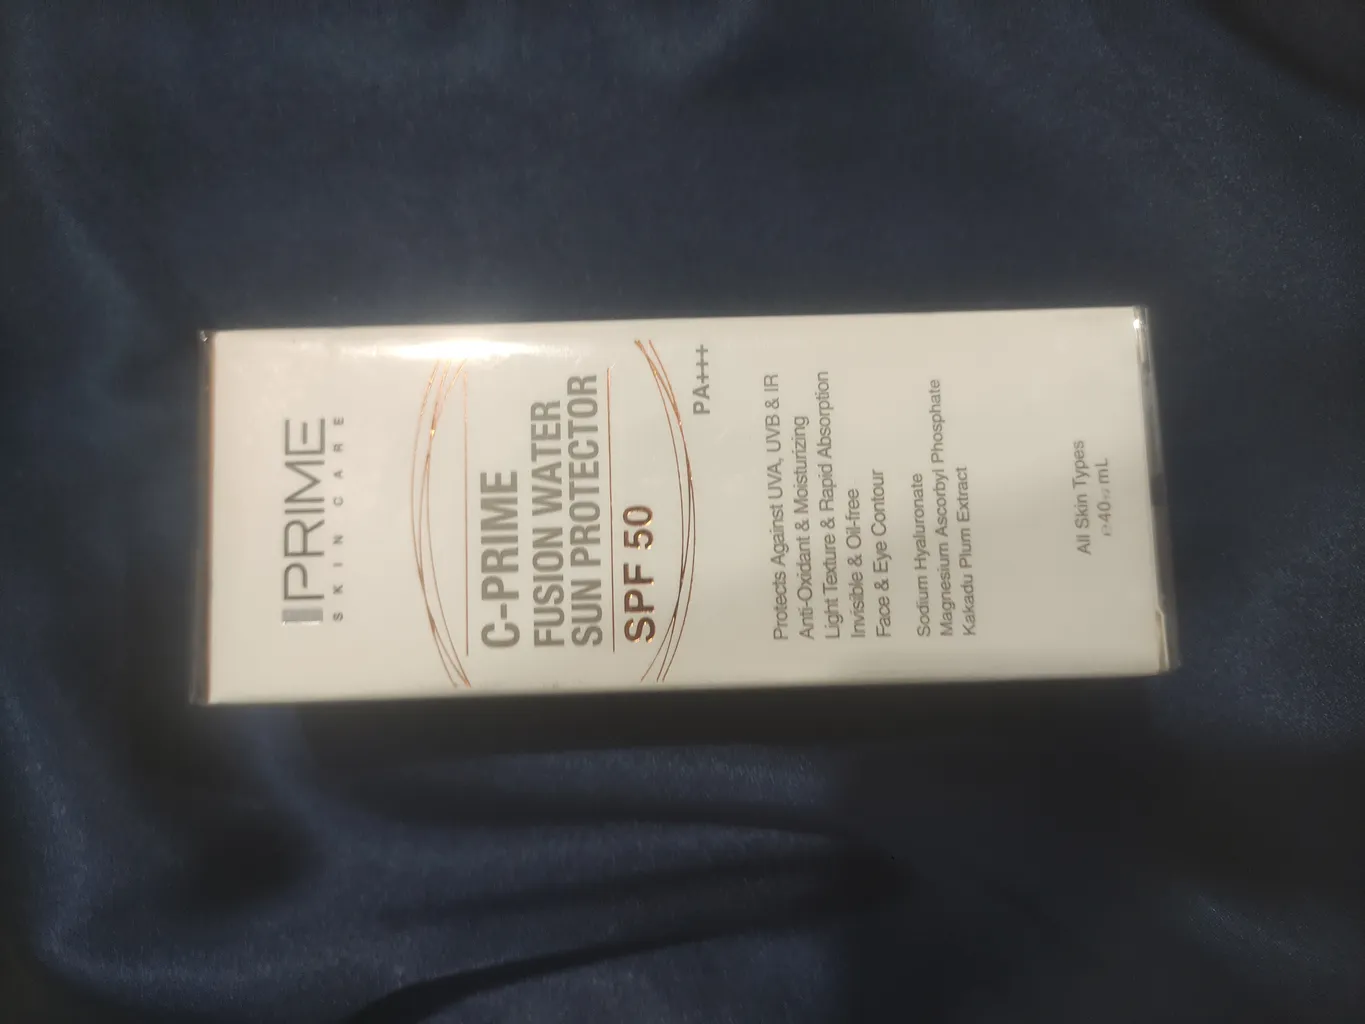 PRIME
SKIN CARE
C-PRIME
FUSION WATER
SUN PROTECTOR
SPF 50
PA+++
Protects Against UVA, UVB & IR
Anti-Oxidant & Moisturizing
Light Texture & Rapid Absorption
Invisible & Oil-free
Face & Eye Contour
Sodium Hyaluronate
Magnesium Ascorbyl Phosphate
Kakadu Plum Extract
All Skin Types
℮40 mL